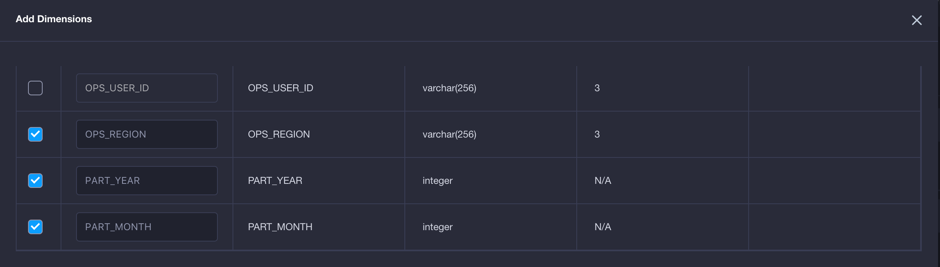 Add Dimensions
OPS_USER_ID OPS_USER_ID varchar(256) 3
OPS_REGION OPS_REGION varchar(256) 3
PART_YEAR PART_YEAR integer N/A
PART_MONTH PART_MONTH integer N/A